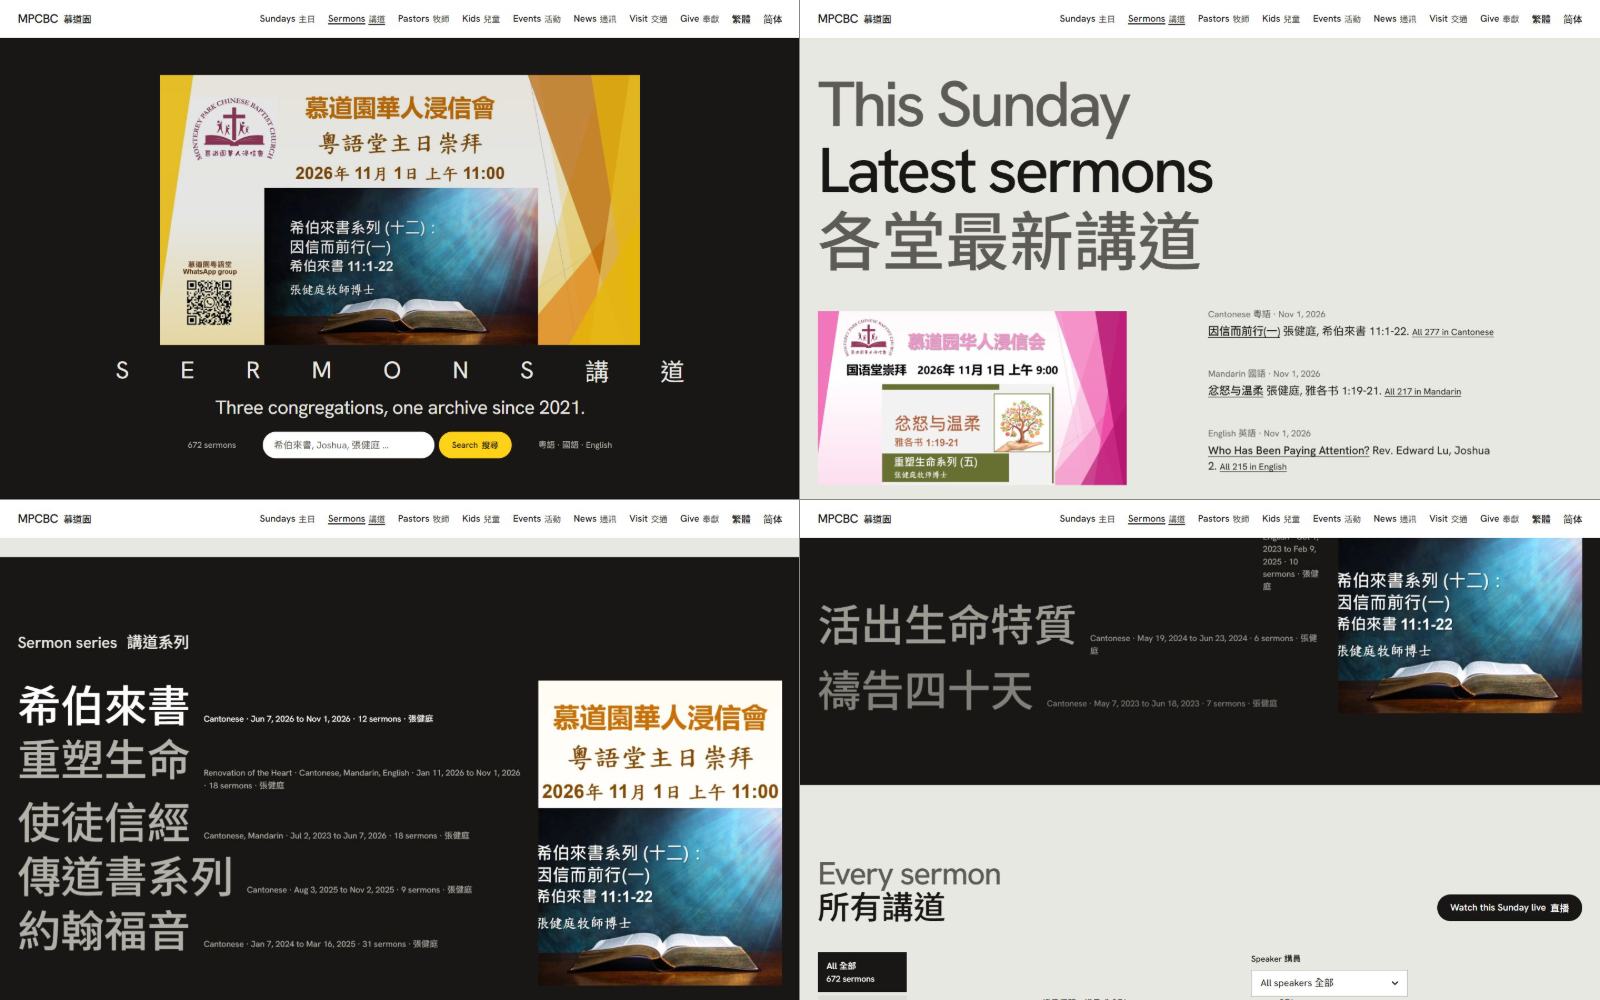 MPCBC 慕道園
Sundays 主日 Sermons 講道 Pastors 牧師 Kids 兒童 Events 活動 News 通訊 Visit 交通 Give 奉獻 繁體 简体
MONTEREY PARK CHINESE BAPTIST CHURCH
慕道園華人浸信會
慕道園華人浸信會
粵語堂主日崇拜
2026年 11月 1日 上午 11:00
希伯來書系列 (十二)：
因信而前行(一)
希伯來書 11:1-22
張健庭牧師博士
慕道園粵語堂
WhatsApp group
SERMONS 講道
Three congregations, one archive since 2021.
672 sermons
希伯來書, Joshua, 張健庭 ...
Search 搜尋
粵語 · 國語 · English
MPCBC 慕道園
Sundays 主日 Sermons 講道 Pastors 牧師 Kids 兒童 Events 活動 News 通訊 Visit 交通 Give 奉獻 繁體 简体
This Sunday
Latest sermons
各堂最新講道
慕道园华人浸信会
国语堂崇拜 2026年 11月 1日 上午 9:00
忿怒与温柔
雅各书 1:19-21
重塑生命系列 (五)
張健庭牧师博士
Cantonese 粵語 · Nov 1, 2026
因信而前行(一) 張健庭, 希伯來書 11:1-22. All 277 in Cantonese
Mandarin 國語 · Nov 1, 2026
忿怒与温柔 張健庭, 雅各书 1:19-21. All 217 in Mandarin
English 英語 · Nov 1, 2026
Who Has Been Paying Attention? Rev. Edward Lu, Joshua
2. All 215 in English
MPCBC 慕道園
Sundays 主日 Sermons 講道 Pastors 牧師 Kids 兒童 Events 活動 News 通訊 Visit 交通 Give 奉獻 繁體 简体
Sermon series 講道系列
希伯來書 Cantonese · Jun 7, 2026 to Nov 1, 2026 · 12 sermons · 張健庭
重塑生命 Renovation of the Heart · Cantonese, Mandarin, English · Jan 11, 2026 to Nov 1, 2026
· 18 sermons · 張健庭
使徒信經 Cantonese, Mandarin · Jul 2, 2023 to Jun 7, 2026 · 18 sermons · 張健庭
傳道書系列 Cantonese · Aug 3, 2025 to Nov 2, 2025 · 9 sermons · 張健庭
約翰福音 Cantonese · Jan 7, 2024 to Mar 16, 2025 · 31 sermons · 張健庭
慕道園華人浸信會
粵語堂主日崇拜
2026年 11月 1日 上午 11:00
希伯來書系列 (十二)：
因信而前行(一)
希伯來書 11:1-22
張健庭牧師博士
MPCBC 慕道園
Sundays 主日 Sermons 講道 Pastors 牧師 Kids 兒童 Events 活動 News 通訊 Visit 交通 Give 奉獻 繁體 简体
2023 to Feb 9,
2025 · 10
sermons · 張健
庭
活出生命特質 Cantonese · May 19, 2024 to Jun 23, 2024 · 6 sermons · 張健
庭
禱告四十天 Cantonese · May 7, 2023 to Jun 18, 2023 · 7 sermons · 張健庭
希伯來書系列 (十二)：
因信而前行(一)
希伯來書 11:1-22
張健庭牧師博士
Every sermon
所有講道
Watch this Sunday live 直播
All 全部
672 sermons
Speaker 講員
All speakers 全部